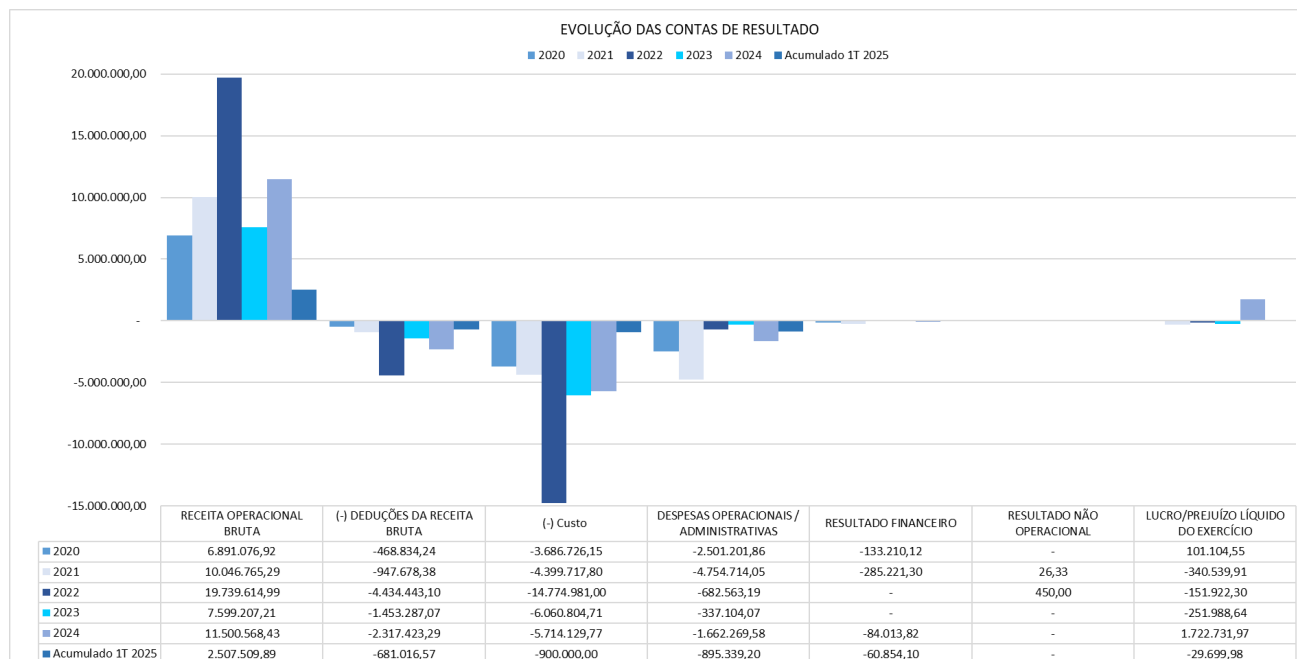 EVOLUÇÃO DAS CONTAS DE RESULTADO
2020 2021 2022 2023 2024 Acumulado 1T 2025
20.000.000,00
15.000.000,00
10.000.000,00
5.000.000,00
-
-5.000.000,00
-10.000.000,00
-15.000.000,00
RECEITA OPERACIONAL BRUTA
(-) DEDUÇÕES DA RECEITA BRUTA
(-) Custo
DESPESAS OPERACIONAIS / ADMINISTRATIVAS
RESULTADO FINANCEIRO
RESULTADO NÃO OPERACIONAL
LUCRO/PREJUÍZO LÍQUIDO DO EXERCÍCIO
2020 6.891.076,92 -468.834,24 -3.686.726,15 -2.501.201,86 -133.210,12 - 101.104,55
2021 10.046.765,29 -947.678,38 -4.399.717,80 -4.754.714,05 -285.221,30 26,33 -340.539,91
2022 19.739.614,99 -4.434.443,10 -14.774.981,00 -682.563,19 - 450,00 -151.922,30
2023 7.599.207,21 -1.453.287,07 -6.060.804,71 -337.104,07 - - -251.988,64
2024 11.500.568,43 -2.317.423,29 -5.714.129,77 -1.662.269,58 -84.013,82 - 1.722.731,97
Acumulado 1T 2025 2.507.509,89 -681.016,57 -900.000,00 -895.339,20 -60.854,10 - -29.699,98